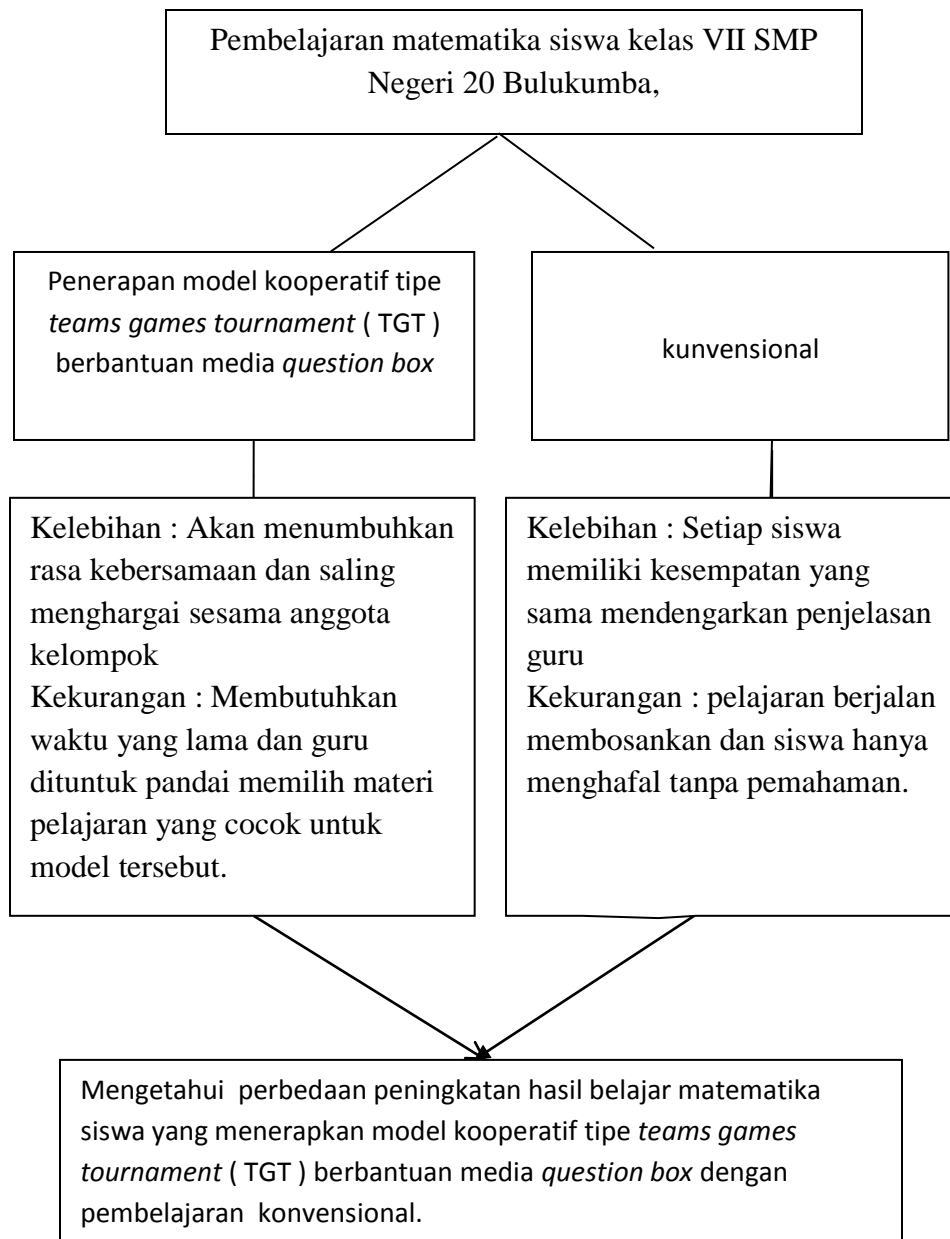 Pembelajaran matematika siswa kelas VII SMP
Negeri 20 Bulukumba,
Penerapan model kooperatif tipe
teams games tournament ( TGT )
berbantuan media question box
kunvensional
Kelebihan : Akan menumbuhkan
rasa kebersamaan dan saling
menghargai sesama anggota
kelompok
Kekurangan : Membutuhkan
waktu yang lama dan guru
dituntuk pandai memilih materi
pelajaran yang cocok untuk
model tersebut.
Kelebihan : Setiap siswa
memiliki kesempatan yang
sama mendengarkan penjelasan
guru
Kekurangan : pelajaran berjalan
membosankan dan siswa hanya
menghafal tanpa pemahaman.
Mengetahui perbedaan peningkatan hasil belajar matematika
siswa yang menerapkan model kooperatif tipe teams games
tournament ( TGT ) berbantuan media question box dengan
pembelajaran konvensional.